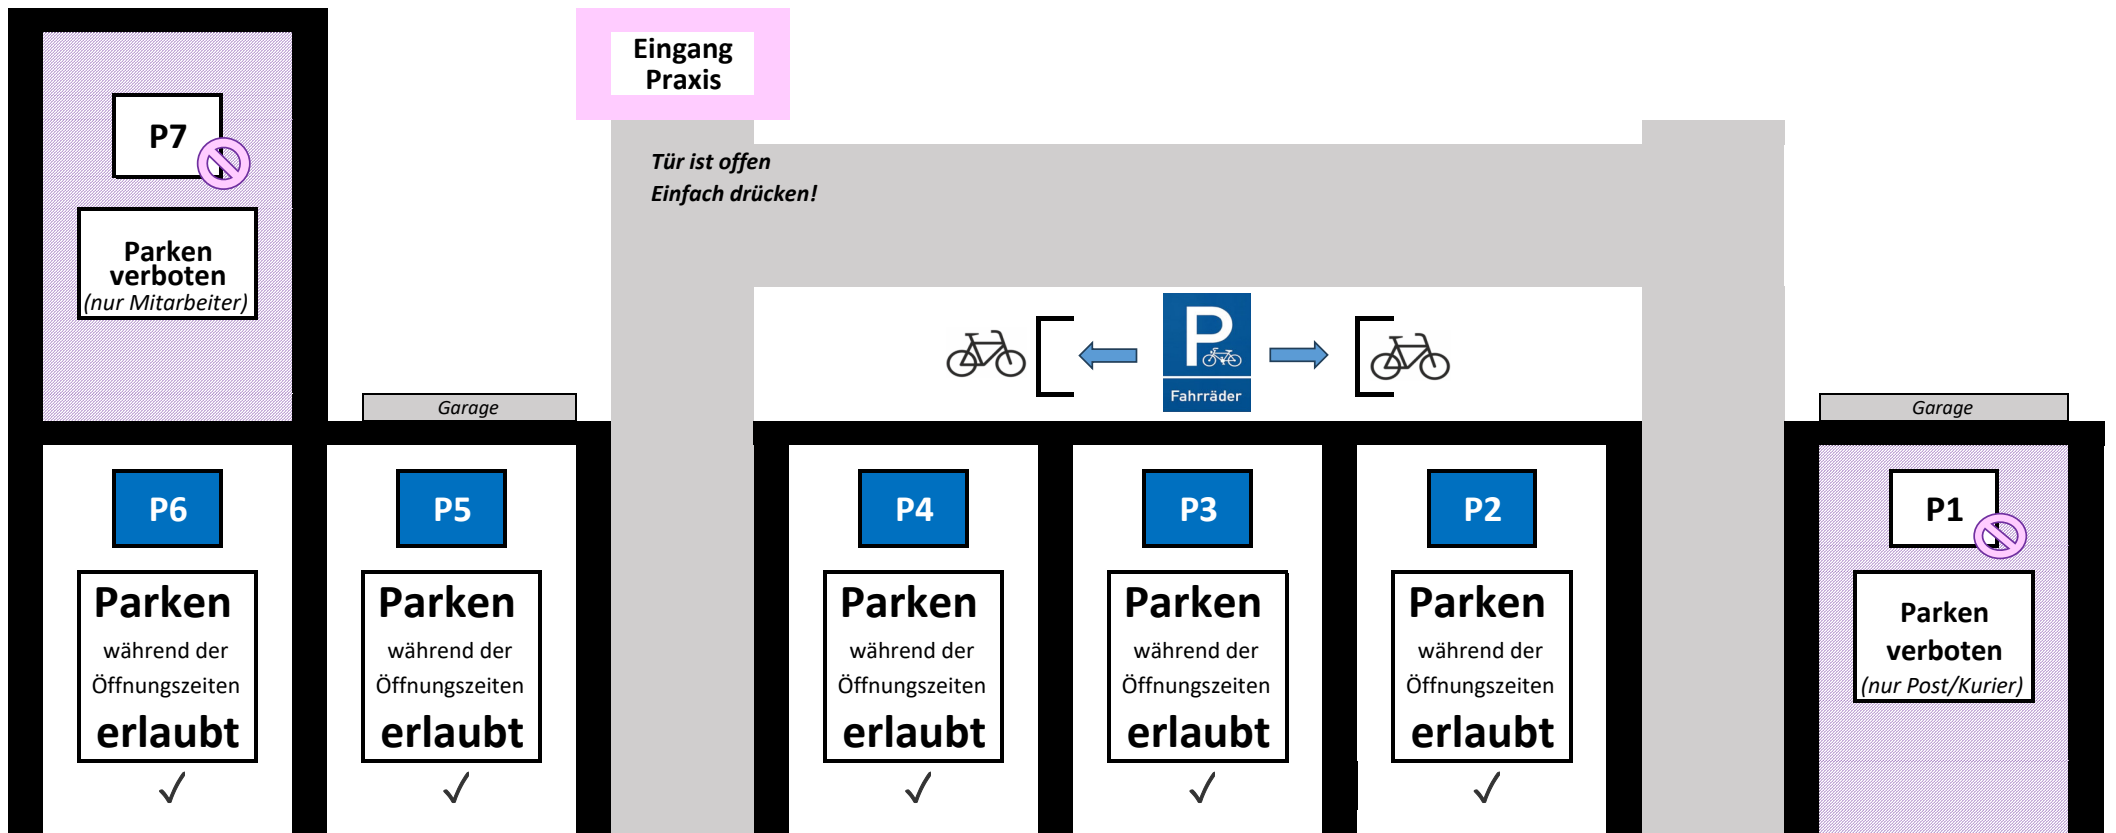 Eingang
Praxis
P7
Tür ist offen
Einfach drücken!
Parken
verboten
(nur Mitarbeiter)
P
Fahrräder
Garage
Garage
P6
P5
P4
P3
P2
P1
Parken
während der
Öffnungszeiten
erlaubt
Parken
während der
Öffnungszeiten
erlaubt
Parken
während der
Öffnungszeiten
erlaubt
Parken
während der
Öffnungszeiten
erlaubt
Parken
während der
Öffnungszeiten
erlaubt
Parken
verboten
(nur Post/Kurier)